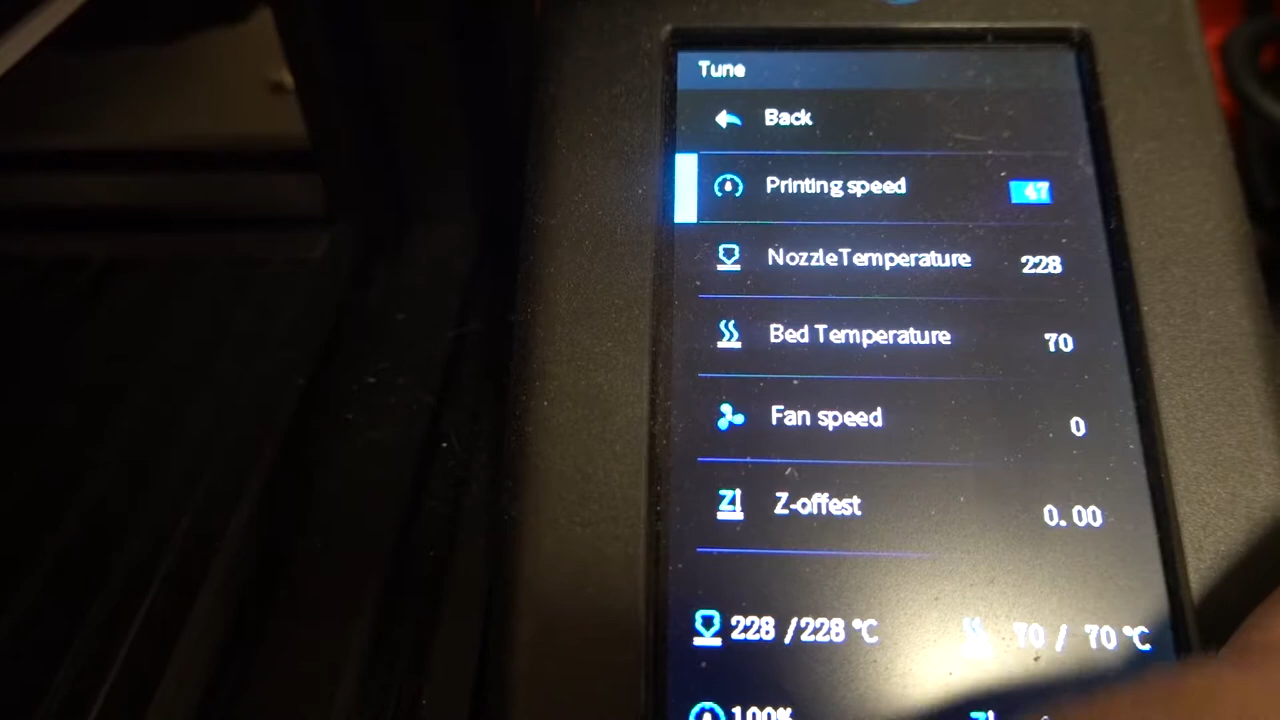 Tune
Back
Printing speed 47
NozzleTemperature 228
Bed Temperature 70
Fan speed 0
Z-offest 0.00
228 /228 °C 70 / 70 °C
100%